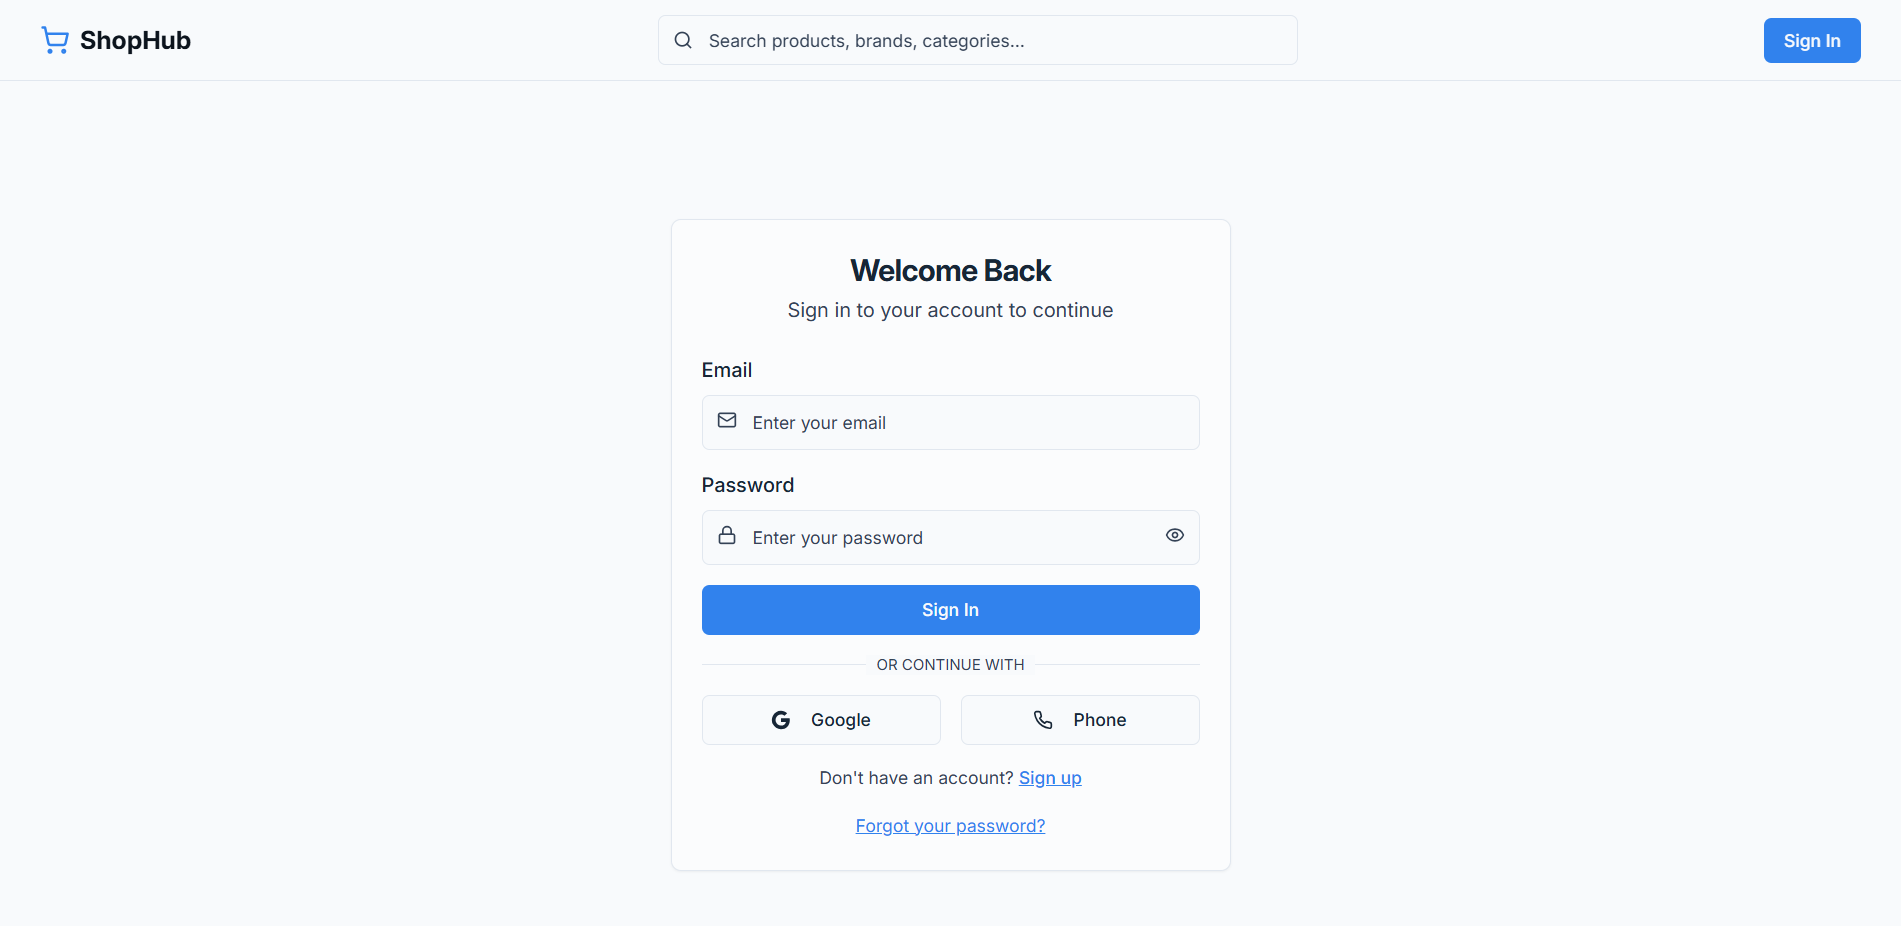 ShopHub
Search products, brands, categories...
Sign In
Welcome Back
Sign in to your account to continue
Email
Enter your email
Password
Enter your password
Sign In
OR CONTINUE WITH
Google
Phone
Don't have an account? Sign up
Forgot your password?